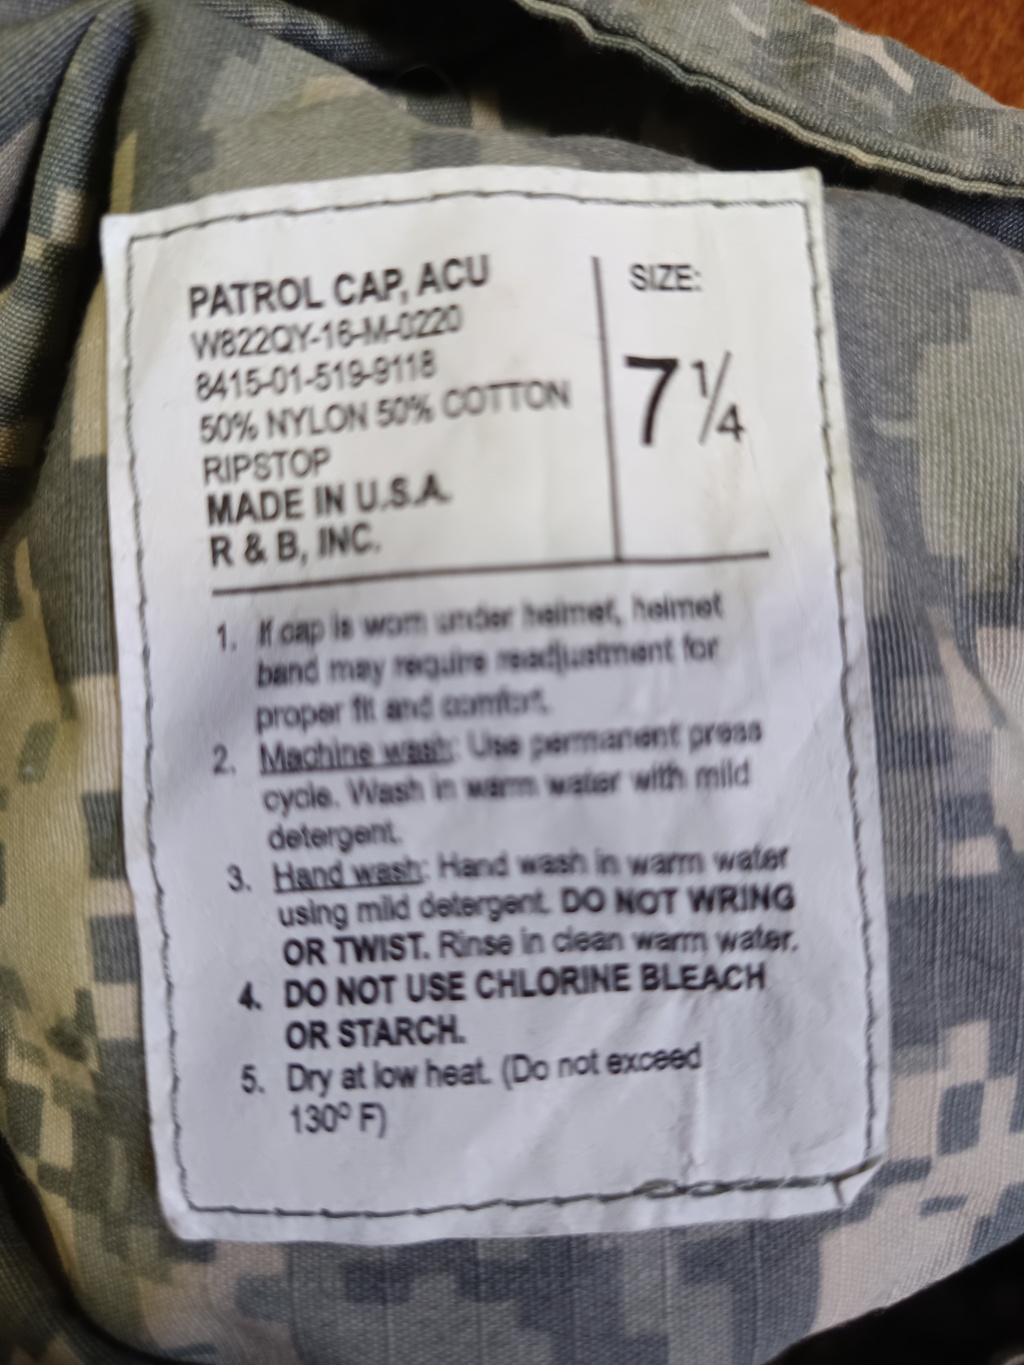 PATROL CAP, ACU
W822QY-16-M-0220
8415-01-519-9118
50% NYLON 50% COTTON
RIPSTOP
MADE IN U.S.A.
R & B, INC.
SIZE:
7 1/4
1. If cap is worn under helmet, helmet
band may require readjustment for
proper fit and comfort.
2. Machine wash: Use permanent press
cycle. Wash in warm water with mild
detergent.
3. Hand wash: Hand wash in warm water
using mild detergent. DO NOT WRING
OR TWIST. Rinse in clean warm water.
4. DO NOT USE CHLORINE BLEACH
OR STARCH.
5. Dry at low heat. (Do not exceed
130º F)